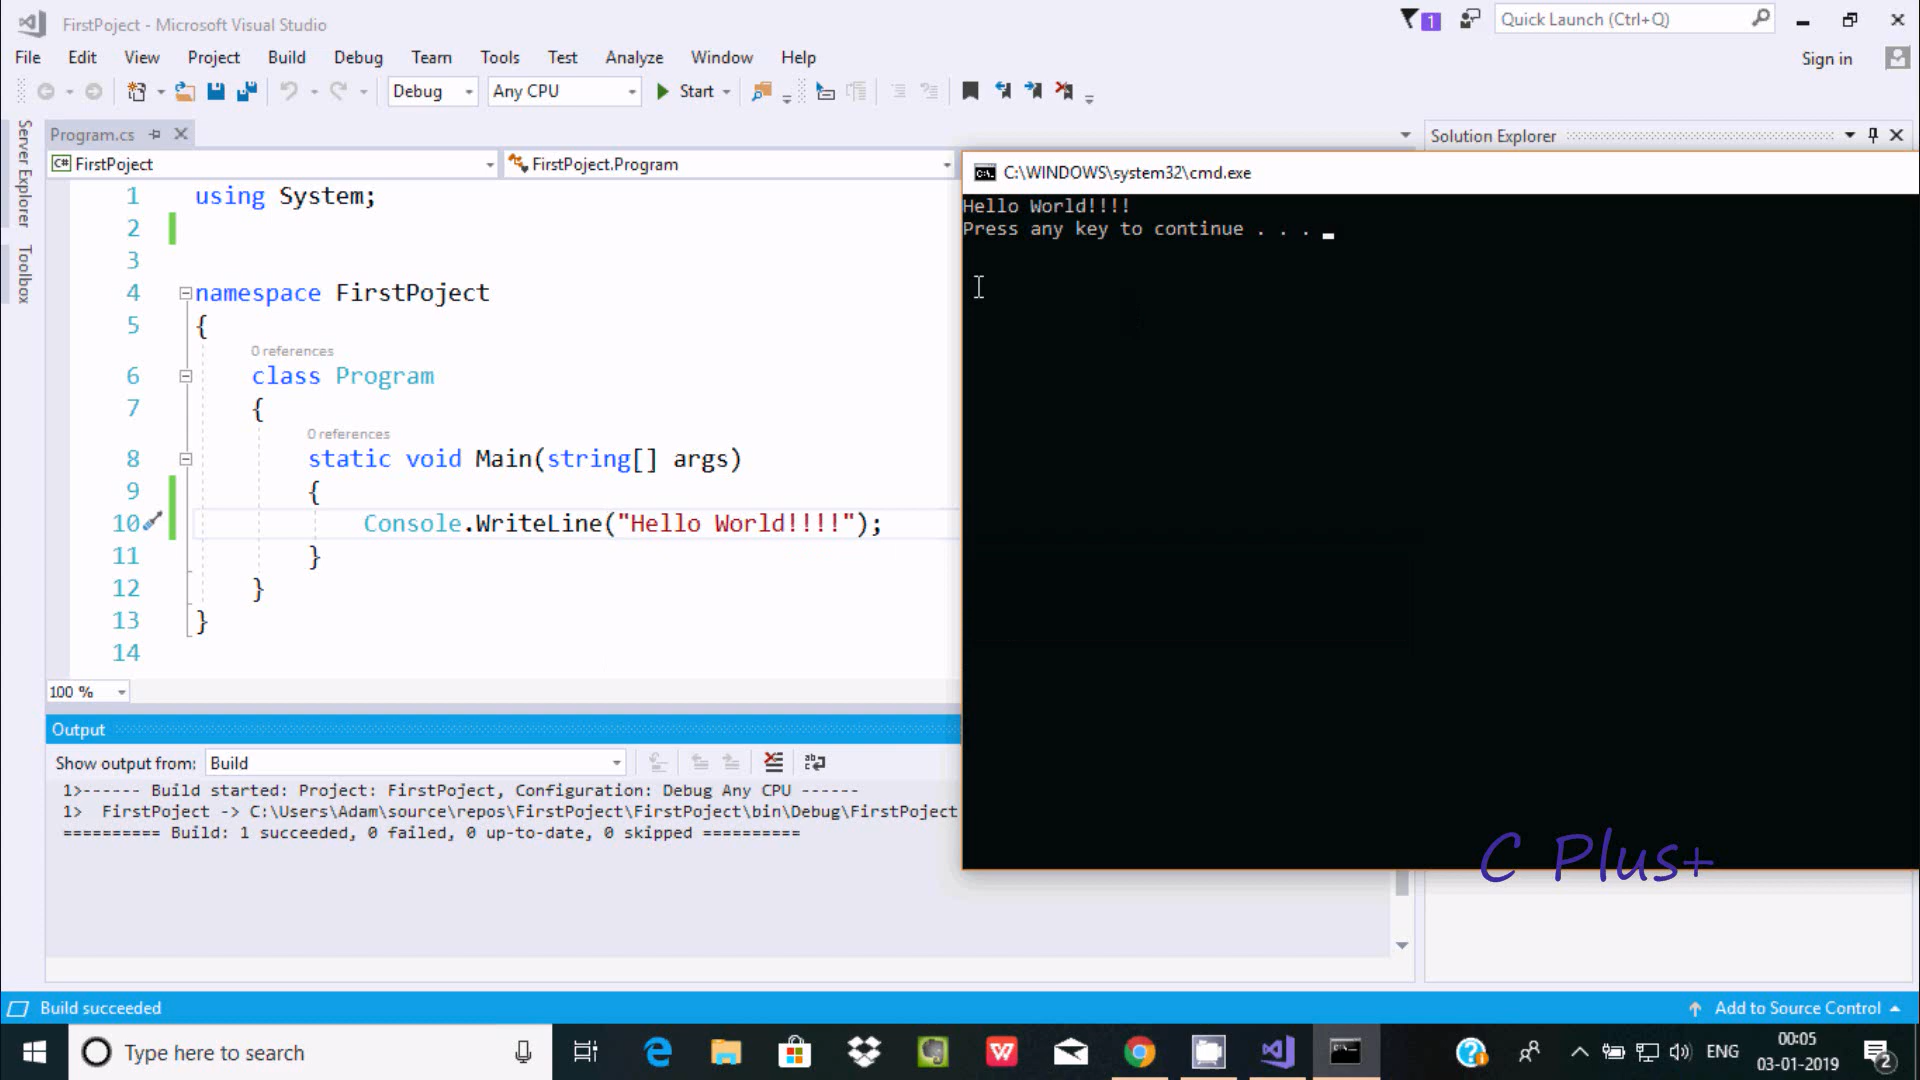 FirstPoject - Microsoft Visual Studio
1
Quick Launch (Ctrl+Q)
File Edit View Project Build Debug Team Tools Test Analyze Window Help
Sign in
Debug Any CPU Start
Server Explorer
Toolbox
Program.cs
Solution Explorer
C# FirstPoject FirstPoject.Program
1 using System;
2
3
4 namespace FirstPoject
5 {
0 references
6 class Program
7 {
0 references
8 static void Main(string[] args)
9 {
10 Console.WriteLine("Hello World!!!!");
11 }
12 }
13 }
14
100 %
C:\WINDOWS\system32\cmd.exe
Hello World!!!!
Press any key to continue . . .
Output
Show output from: Build
1>------ Build started: Project: FirstPoject, Configuration: Debug Any CPU ------
1>  FirstPoject -> C:\Users\Adam\source\repos\FirstPoject\FirstPoject\bin\Debug\FirstPoject
========== Build: 1 succeeded, 0 failed, 0 up-to-date, 0 skipped ==========
C Plus+
Build succeeded
Add to Source Control
Type here to search
ENG
00:05
03-01-2019
2